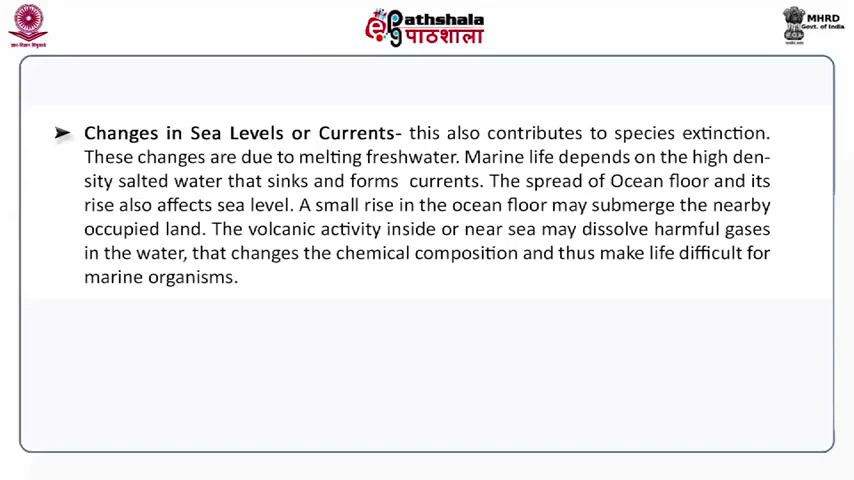 Pathshala
पाठशाला
MHRD
Govt. of India
➤ Changes in Sea Levels or Currents- this also contributes to species extinction.
These changes are due to melting freshwater. Marine life depends on the high den-
sity salted water that sinks and forms currents. The spread of Ocean floor and its
rise also affects sea level. A small rise in the ocean floor may submerge the nearby
occupied land. The volcanic activity inside or near sea may dissolve harmful gases
in the water, that changes the chemical composition and thus make life difficult for
marine organisms.